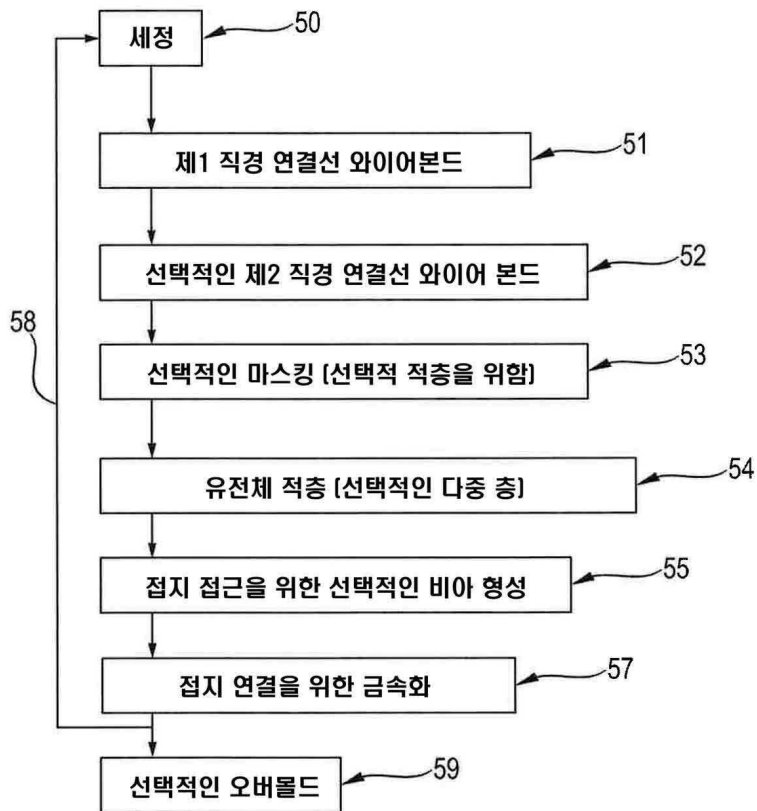 세정
50
제1 직경 연결선 와이어본드
51
선택적인 제2 직경 연결선 와이어 본드
52
58
선택적인 마스킹 (선택적 적층을 위함)
53
유전체 적층 (선택적인 다중 층)
54
접지 접근을 위한 선택적인 비아 형성
55
접지 연결을 위한 금속화
57
선택적인 오버몰드
59